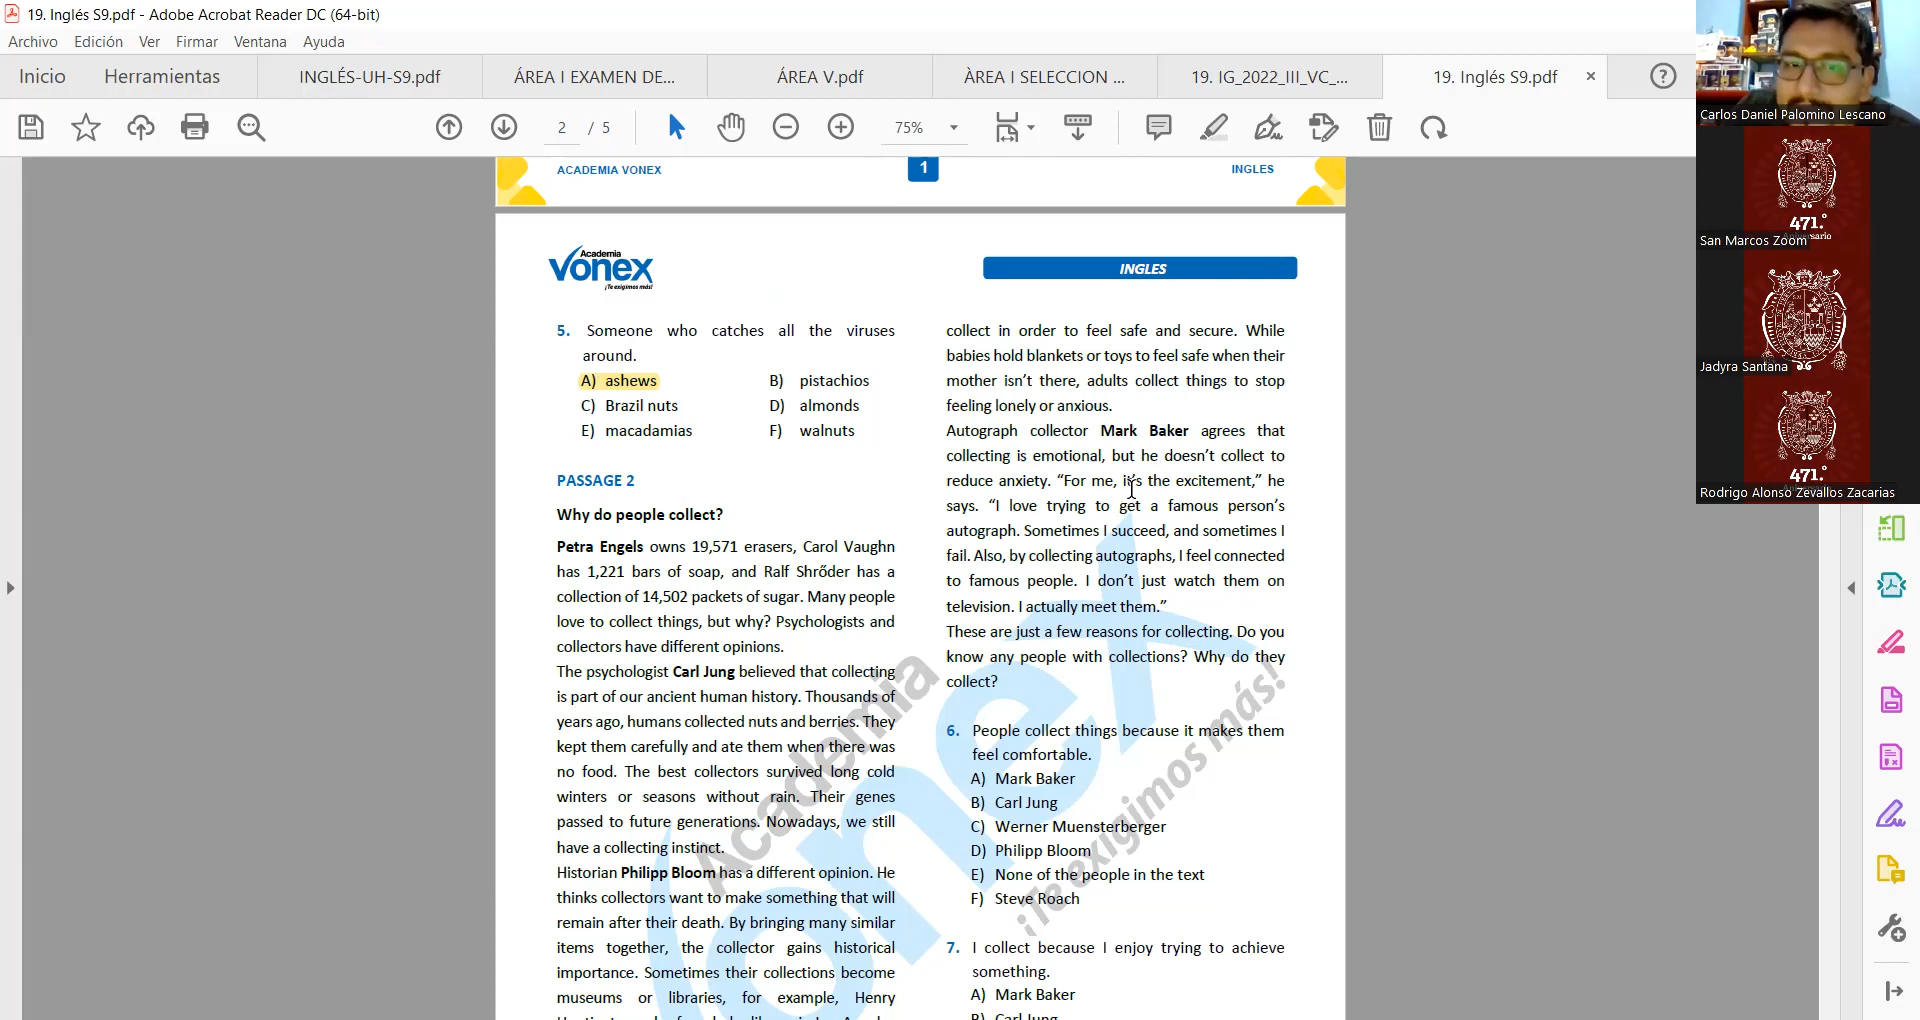 19. Inglés S9.pdf - Adobe Acrobat Reader DC (64-bit)
Archivo Edición Ver Firmar Ventana Ayuda
Inicio Herramientas INGLÉS-UH-S9.pdf ÁREA I EXAMEN DE... ÁREA V.pdf ÀREA I SELECCION ... 19. IG_2022_III_VC_... 19. Inglés S9.pdf
2 / 5 75%
ACADEMIA VONEX 1 INGLES
Academia
vonex
¡Te exigimos más!
INGLES
5. Someone who catches all the viruses
around.
A) ashews B) pistachios
C) Brazil nuts D) almonds
E) macadamias F) walnuts
PASSAGE 2
Why do people collect?
Petra Engels owns 19,571 erasers, Carol Vaughn
has 1,221 bars of soap, and Ralf Shrőder has a
collection of 14,502 packets of sugar. Many people
love to collect things, but why? Psychologists and
collectors have different opinions.
The psychologist Carl Jung believed that collecting
is part of our ancient human history. Thousands of
years ago, humans collected nuts and berries. They
kept them carefully and ate them when there was
no food. The best collectors survived long cold
winters or seasons without rain. Their genes
passed to future generations. Nowadays, we still
have a collecting instinct.
Historian Philipp Bloom has a different opinion. He
thinks collectors want to make something that will
remain after their death. By bringing many similar
items together, the collector gains historical
importance. Sometimes their collections become
museums or libraries, for example, Henry
collect in order to feel safe and secure. While
babies hold blankets or toys to feel safe when their
mother isn't there, adults collect things to stop
feeling lonely or anxious.
Autograph collector Mark Baker agrees that
collecting is emotional, but he doesn't collect to
reduce anxiety. “For me, it's the excitement,” he
says. “I love trying to get a famous person's
autograph. Sometimes I succeed, and sometimes I
fail. Also, by collecting autographs, I feel connected
to famous people. I don't just watch them on
television. I actually meet them.”
These are just a few reasons for collecting. Do you
know any people with collections? Why do they
collect?
6. People collect things because it makes them
feel comfortable.
A) Mark Baker
B) Carl Jung
C) Werner Muensterberger
D) Philipp Bloom
E) None of the people in the text
F) Steve Roach
7. I collect because I enjoy trying to achieve
something.
A) Mark Baker
B) Carl Jung
Academia
vonex
¡Te exigimos más!
Carlos Daniel Palomino Lescano
471.°
Aniversario
San Marcos Zoom
Jadyra Santana
471.°
Rodrigo Alonso Zevallos Zacarias